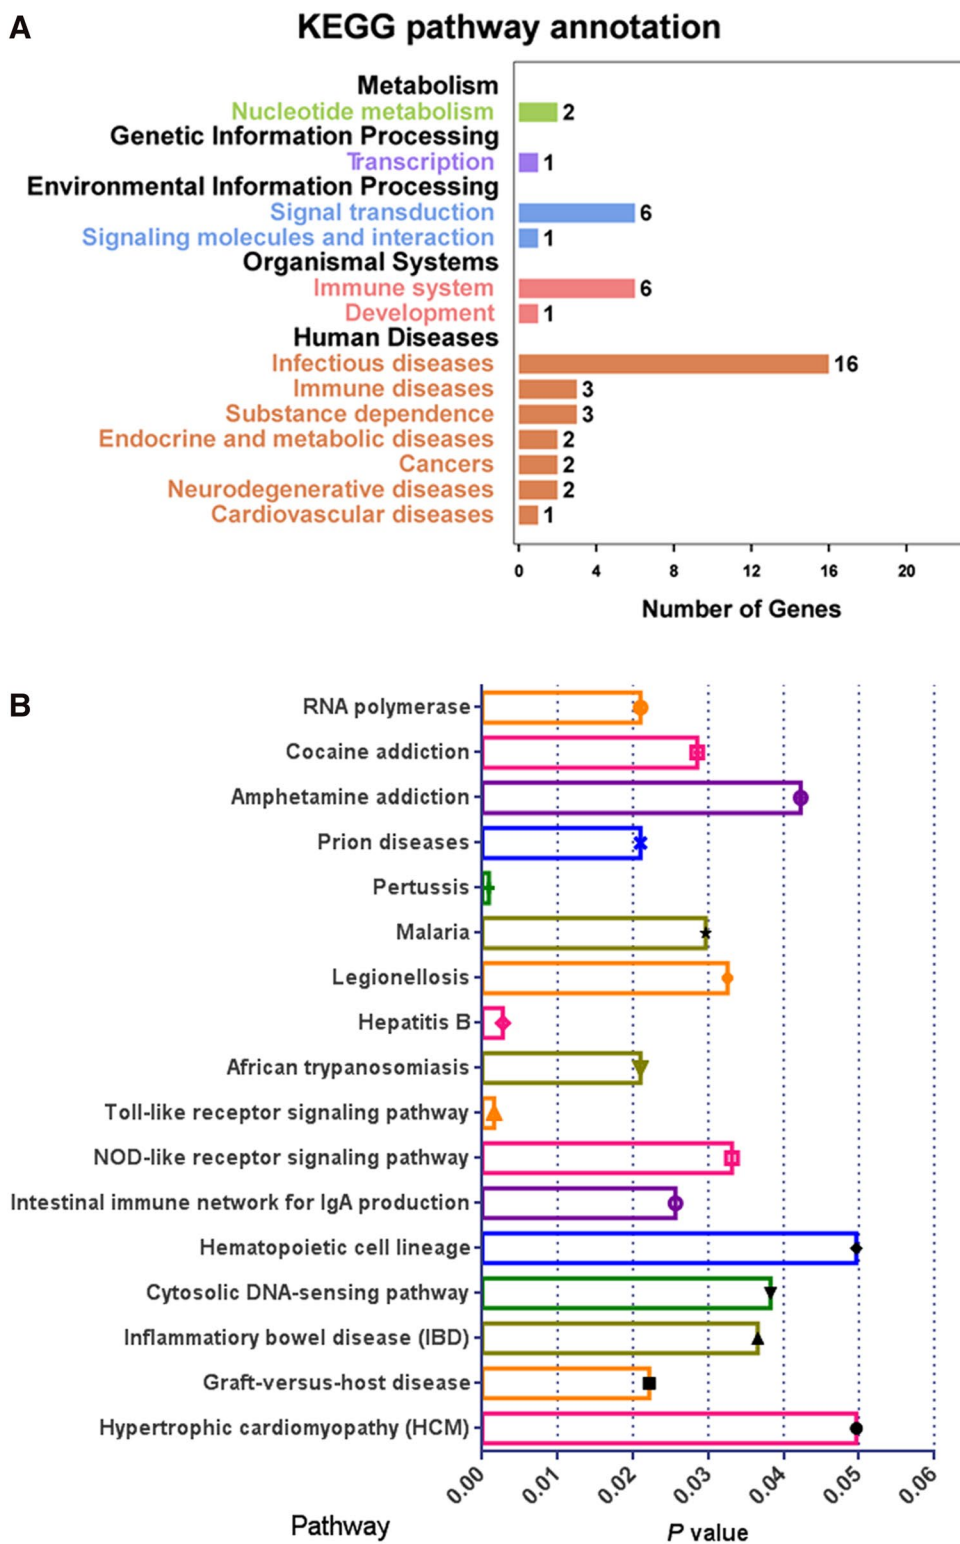 A
KEGG pathway annotation
Metabolism
Nucleotide metabolism 2
Genetic Information Processing
Transcription 1
Environmental Information Processing
Signal transduction 6
Signaling molecules and interaction 1
Organismal Systems
Immune system 6
Development 1
Human Diseases
Infectious diseases 16
Immune diseases 3
Substance dependence 3
Endocrine and metabolic diseases 2
Cancers 2
Neurodegenerative diseases 2
Cardiovascular diseases 1
0 4 8 12 16 20
Number of Genes
B
RNA polymerase
Cocaine addiction
Amphetamine addiction
Prion diseases
Pertussis
Malaria
Legionellosis
Hepatitis B
African trypanosomiasis
Toll-like receptor signaling pathway
NOD-like receptor signaling pathway
Intestinal immune network for IgA production
Hematopoietic cell lineage
Cytosolic DNA-sensing pathway
Inflammatiory bowel disease (IBD)
Graft-versus-host disease
Hypertrophic cardiomyopathy (HCM)
0.00 0.01 0.02 0.03 0.04 0.05 0.06
Pathway
P value